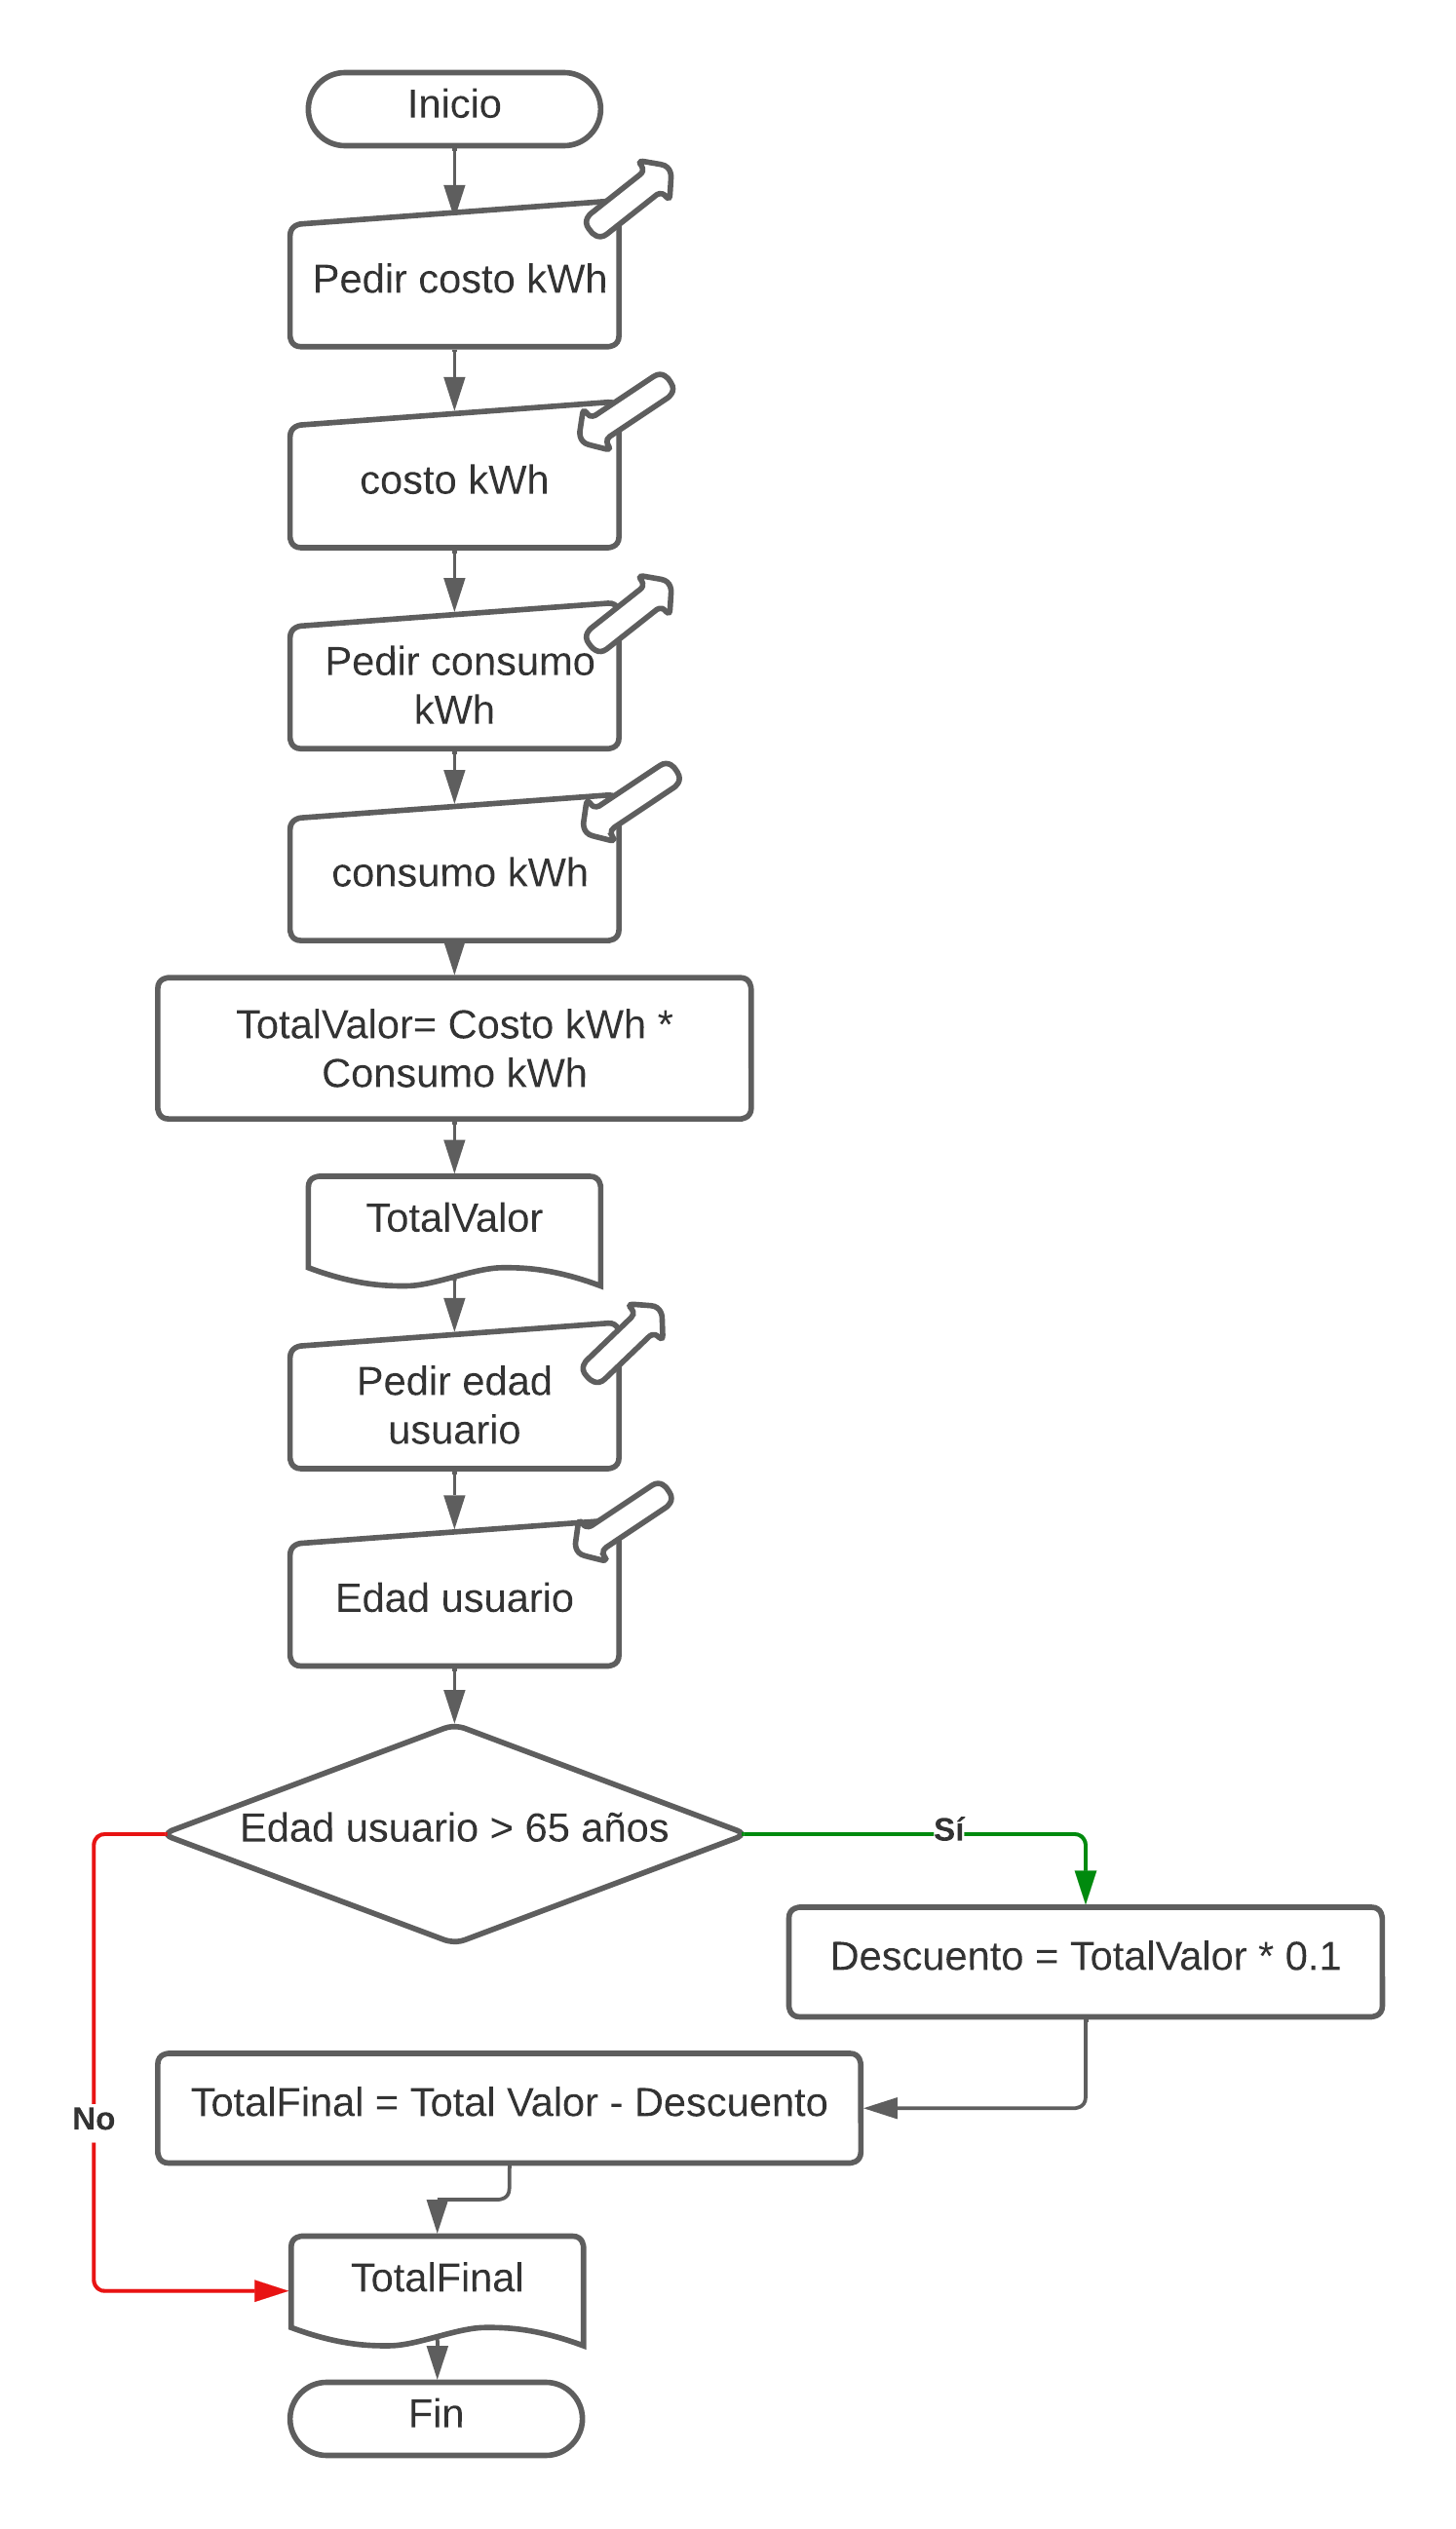 Inicio
Pedir costo kWh
costo kWh
Pedir consumo
kWh
consumo kWh
TotalValor= Costo kWh *
Consumo kWh
TotalValor
Pedir edad
usuario
Edad usuario
Edad usuario > 65 años
Sí
Descuento = TotalValor * 0.1
TotalFinal = Total Valor - Descuento
No
TotalFinal
Fin